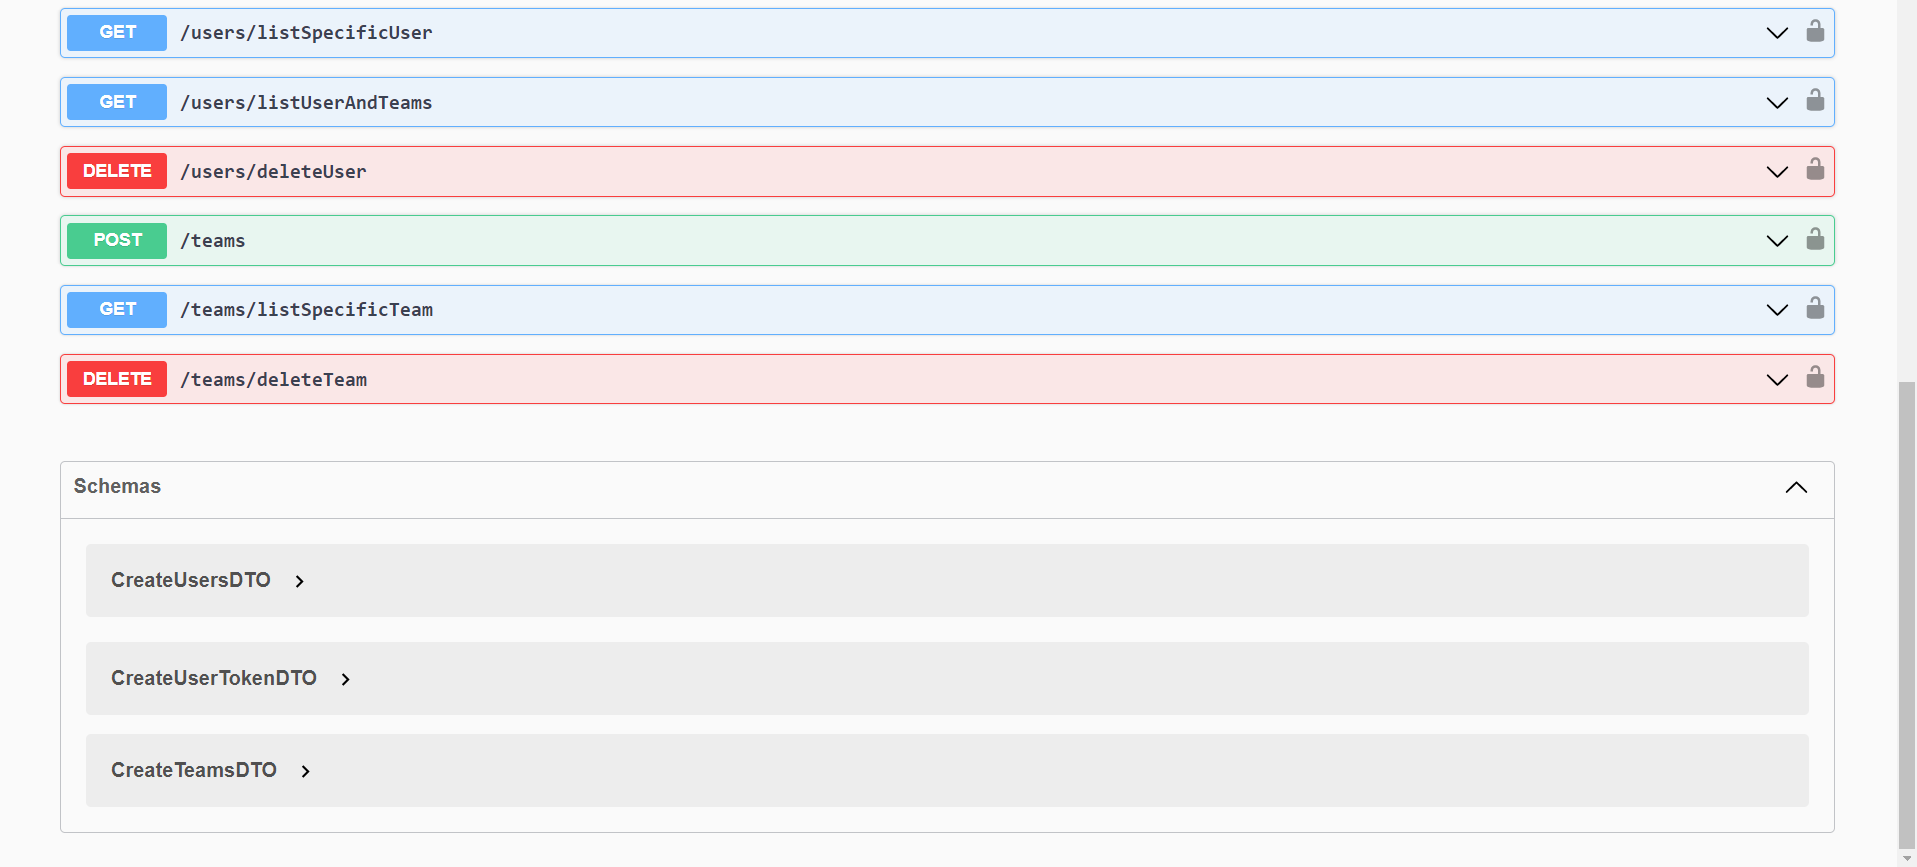 GET /users/listSpecificUser
GET /users/listUserAndTeams
DELETE /users/deleteUser
POST /teams
GET /teams/listSpecificTeam
DELETE /teams/deleteTeam
Schemas
CreateUsersDTO
CreateUserTokenDTO
CreateTeamsDTO